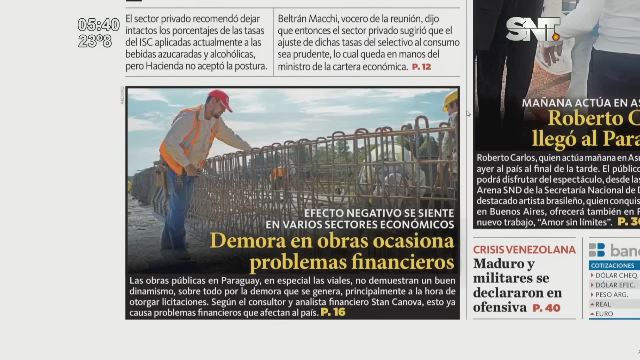 05:40
23°8
SNT.
El sector privado recomendó dejar
intactos los porcentajes de las tasas
del ISC aplicadas actualmente a las
bebidas azucaradas y alcohólicas,
pero Hacienda no aceptó la postura.
Beltrán Macchi, vocero de la reunión, dijo
que entonces el sector privado sugirió que el
ajuste de dichas tasas del selectivo al consumo
sea prudente, lo cual queda en manos del
ministro de la cartera económica. P. 12
EFECTO NEGATIVO SE SIENTE
EN VARIOS SECTORES ECONÓMICOS
Demora en obras ocasiona
problemas financieros
Las obras públicas en Paraguay, en especial las viales, no demuestran un buen
dinamismo, sobre todo por la demora que se genera, principalmente a la hora de
otorgar licitaciones. Según el consultor y analista financiero Stan Canova, esto ya
causa problemas financieros que afectan al país. P. 16
MAÑANA ACTÚA EN AS
Roberto C
llegó al Para
Roberto Carlos, quien actúa mañana en As
ayer al país al final de la tarde. El público
podrá disfrutar del espectáculo, desde las
Arena SND de la Secretaría Nacional de D
destacado artista brasileño, quien conquis
en Buenos Aires, ofrecerá también en P
nuevo trabajo, "Amor sin límites". P. 3
CRISIS VENEZOLANA
Maduro y
militares se
declararon en
ofensiva P. 40
banc
COTIZACIONES
DÓLAR CHEQ.
DÓLAR EFEC.
PESO ARG.
REAL
EURO